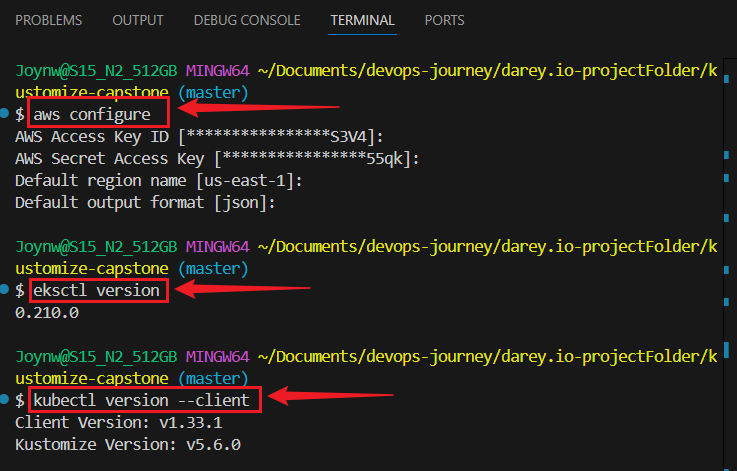 PROBLEMS OUTPUT DEBUG CONSOLE TERMINAL PORTS
Joynw@S15_N2_512GB MINGW64 ~/Documents/devops-journey/darey.io-projectFolder/k
ustomize-capstone (master)
$ aws configure
AWS Access Key ID [****************S3V4]:
AWS Secret Access Key [****************55qk]:
Default region name [us-east-1]:
Default output format [json]:
Joynw@S15_N2_512GB MINGW64 ~/Documents/devops-journey/darey.io-projectFolder/k
ustomize-capstone (master)
$ eksctl version
0.210.0
Joynw@S15_N2_512GB MINGW64 ~/Documents/devops-journey/darey.io-projectFolder/k
ustomize-capstone (master)
$ kubectl version --client
Client Version: v1.33.1
Kustomize Version: v5.6.0